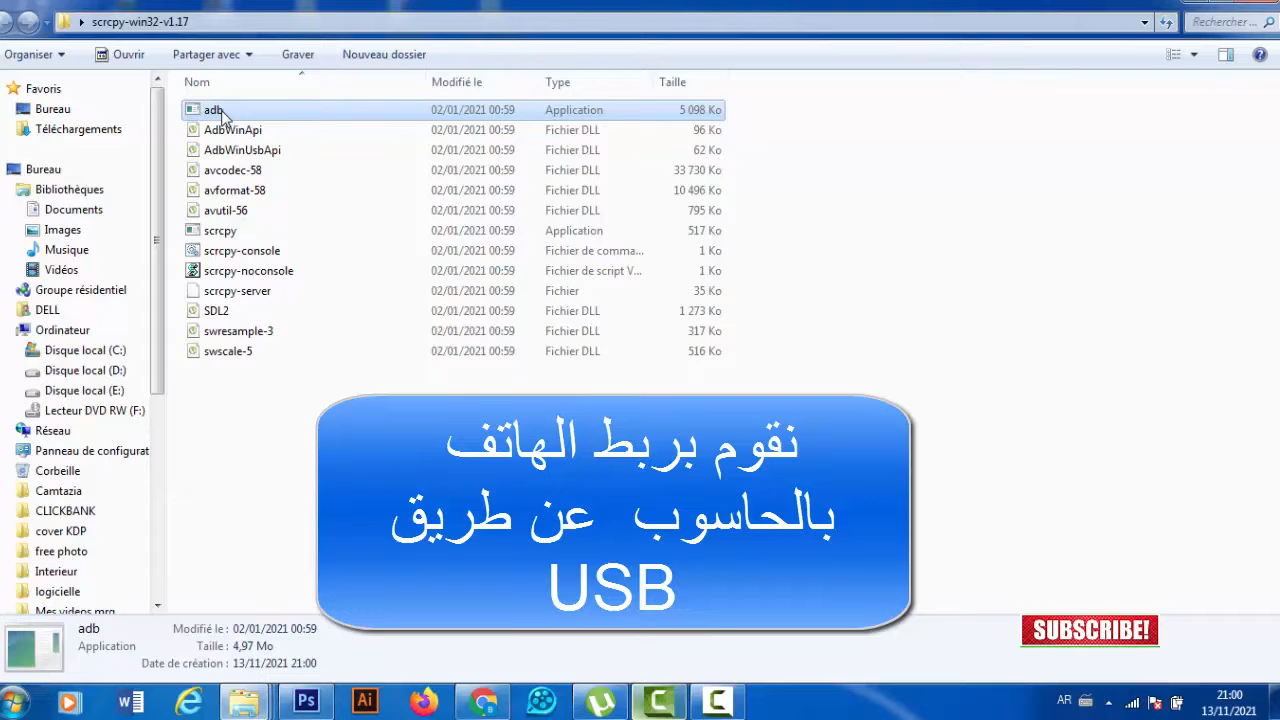 scrcpy-win32-v1.17
Rechercher ...
Organiser
Ouvrir
Partager avec
Graver
Nouveau dossier
Nom Modifié le Type Taille
adb 02/01/2021 00:59 Application 5 098 Ko
AdbWinApi 02/01/2021 00:59 Fichier DLL 96 Ko
AdbWinUsbApi 02/01/2021 00:59 Fichier DLL 62 Ko
avcodec-58 02/01/2021 00:59 Fichier DLL 33 730 Ko
avformat-58 02/01/2021 00:59 Fichier DLL 10 496 Ko
avutil-56 02/01/2021 00:59 Fichier DLL 795 Ko
scrcpy 02/01/2021 00:59 Application 517 Ko
scrcpy-console 02/01/2021 00:59 Fichier de comma... 1 Ko
scrcpy-noconsole 02/01/2021 00:59 Fichier de script V... 1 Ko
scrcpy-server 02/01/2021 00:59 Fichier 35 Ko
SDL2 02/01/2021 00:59 Fichier DLL 1 273 Ko
swresample-3 02/01/2021 00:59 Fichier DLL 317 Ko
swscale-5 02/01/2021 00:59 Fichier DLL 516 Ko
Favoris
Bureau
Téléchargements
Bureau
Bibliothèques
Documents
Images
Musique
Vidéos
Groupe résidentiel
DELL
Ordinateur
Disque local (C:)
Disque local (D:)
Disque local (E:)
Lecteur DVD RW (F:)
Réseau
Panneau de configurat
Corbeille
Camtazia
CLICKBANK
cover KDP
free photo
Interieur
logicielle
Mes videos mrg
نقوم بربط الهاتف
بالحاسوب عن طريق
USB
SUBSCRIBE!
adb
Application
Modifié le : 02/01/2021 00:59
Taille : 4,97 Mo
Date de création : 13/11/2021 21:00
AR
21:00
13/11/2021